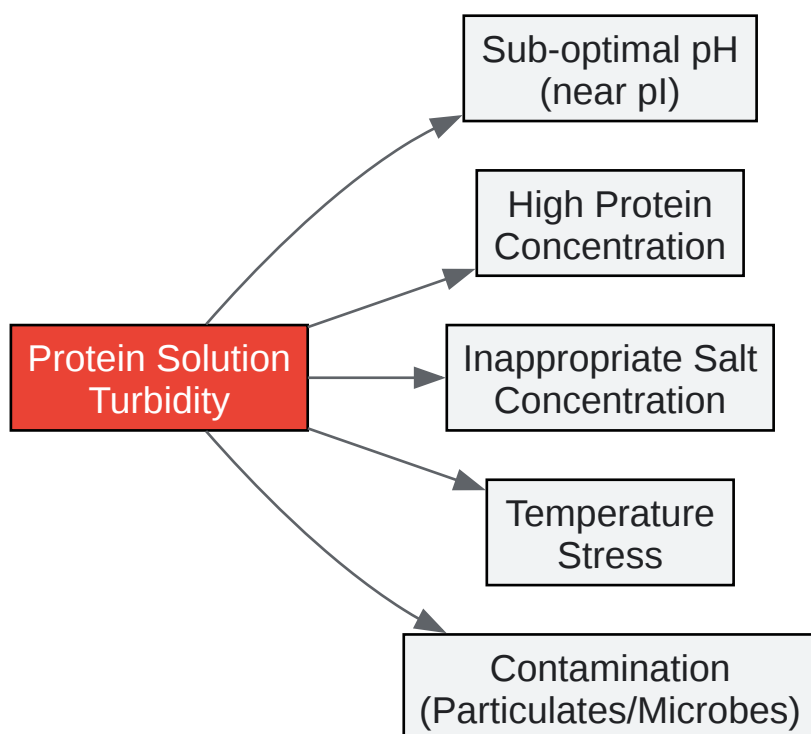 Sub-optimal pH
(near pI)
High Protein
Concentration
Protein Solution
Turbidity
Inappropriate Salt
Concentration
Temperature
Stress
Contamination
(Particulates/Microbes)